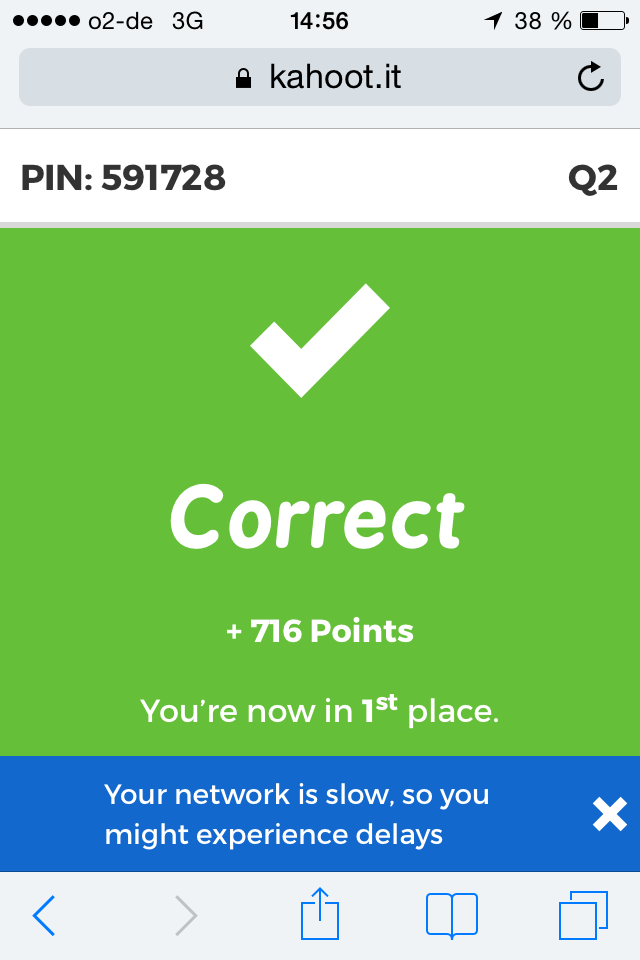 o2-de 3G 14:56 38 %
kahoot.it
PIN: 591728 Q2
Correct
+ 716 Points
You’re now in 1st place.
Your network is slow, so you
might experience delays